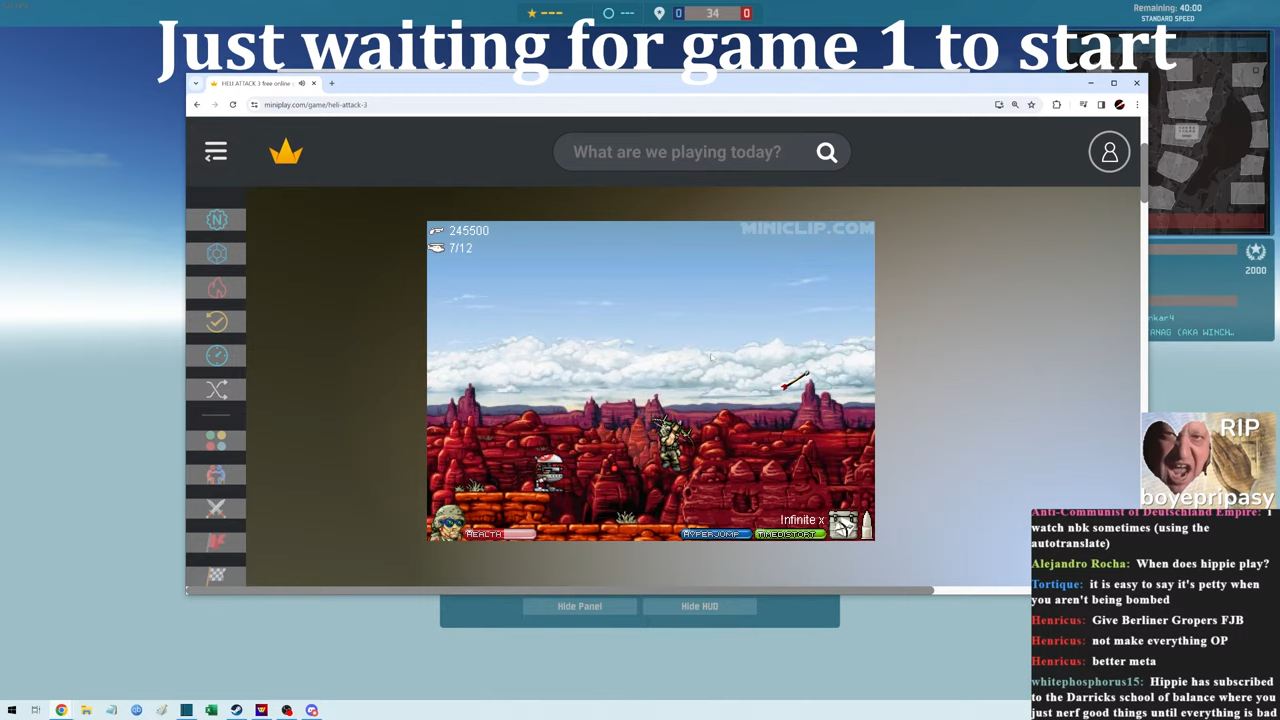 --- --- 0 34 0
Remaining: 40:00
STANDARD SPEED
Just waiting for game 1 to start
HELI ATTACK 3 free online
miniplay.com/game/heli-attack-3
What are we playing today?
N
245500
MINICLIP.COM
7/12
2000
nkar4
ANAG (AKA WINCH..
Infinite x
HEALTH
HYPERJUMP
TIMEDISTORT
Hide Panel
Hide HUD
RIP
boyepripasy
Anti-Communist of Deutschland Empire: i
watch nbk sometimes (using the
autotranslate)
Alejandro Rocha: When does hippie play?
Tortique: it is easy to say it's petty when
you aren't being bombed
Henricus: Give Berliner Gropers FJB
Henricus: not make everything OP
Henricus: better meta
whitephosphorus15: Hippie has subscribed
to the Darricks school of balance where you
just nerf good things until everything is bad